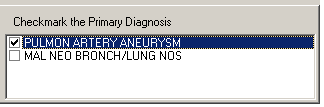 Checkmark the Primary Diagnosis
PULMON ARTERY ANEURYSM
MAL NEO BRONCH/LUNG NOS